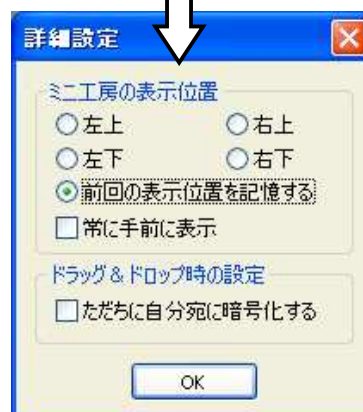 詳細設定
ミニ工房の表示位置
左上 右上
左下 右下
前回の表示位置を記憶する
常に手前に表示
ドラッグ＆ドロップ時の設定
ただちに自分宛に暗号化する
OK